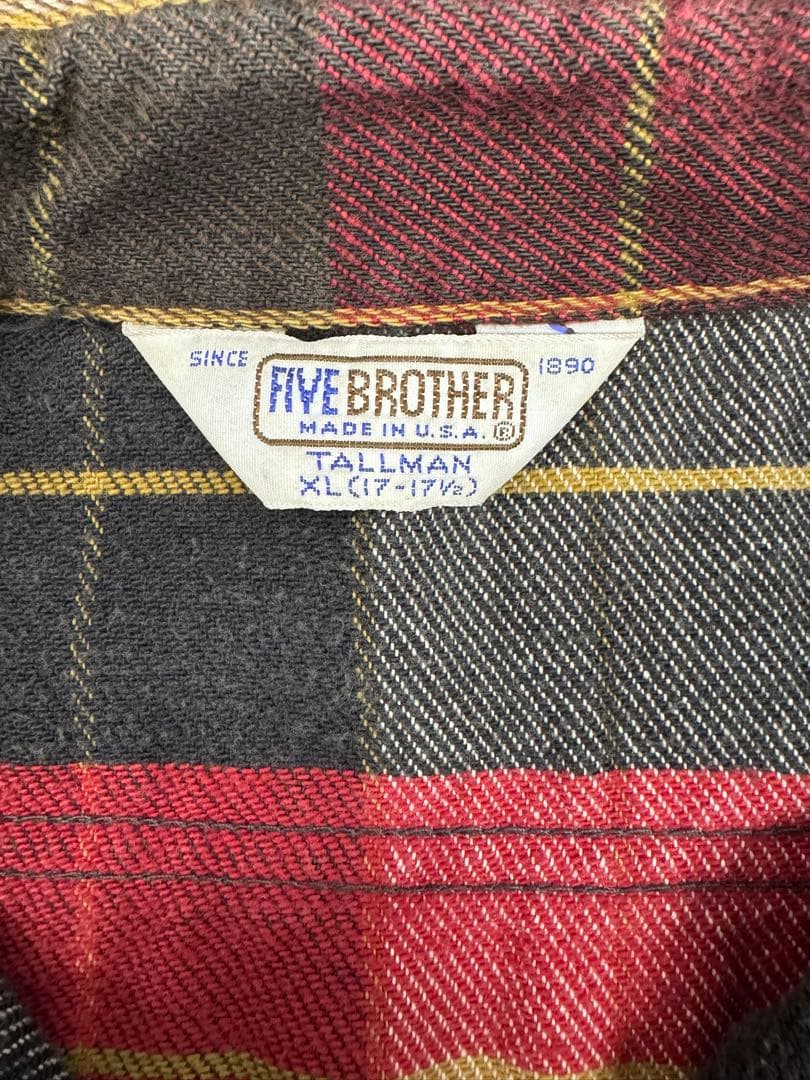 SINCE 1890
FIVE BROTHER
MADE IN U.S.A. ®
TALLMAN
XL (17-17½)